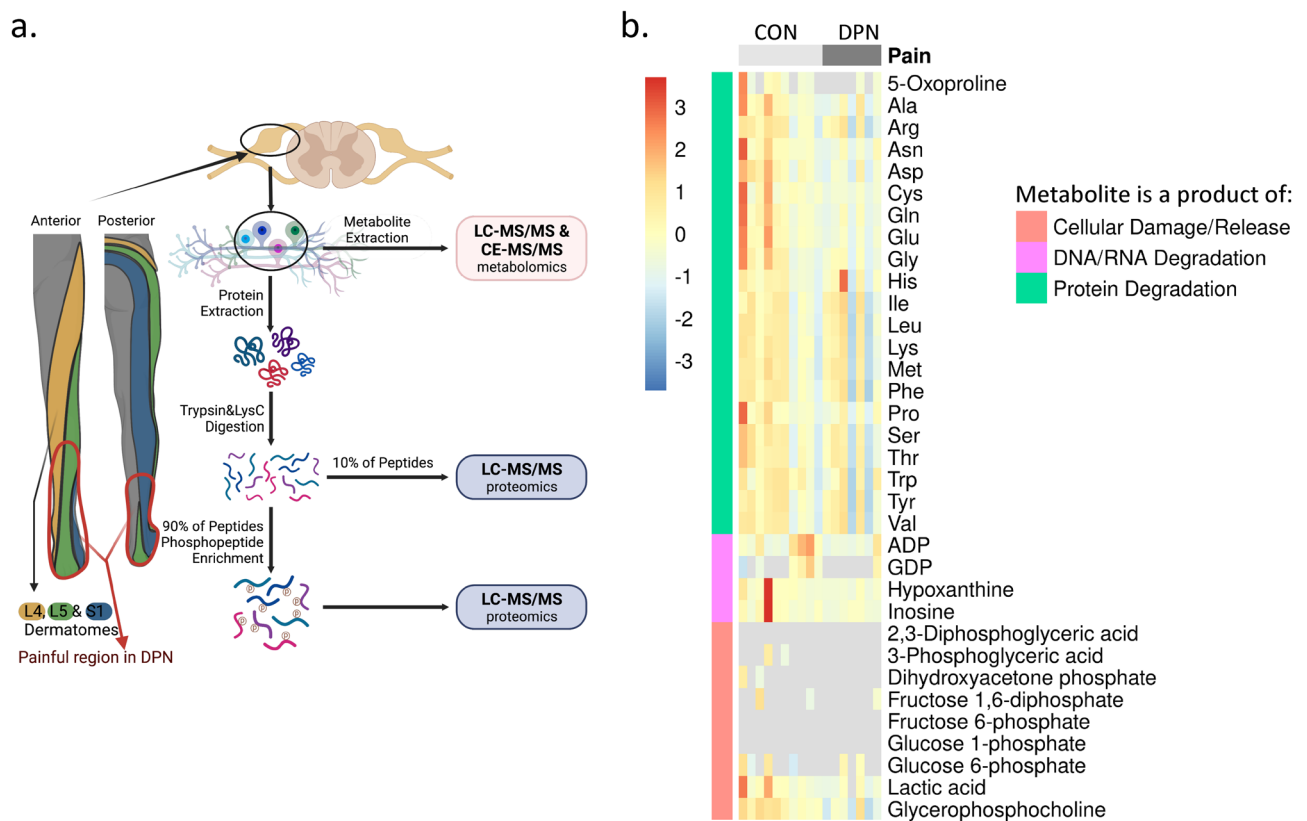 a.
Anterior
Posterior
Metabolite
Extraction
LC-MS/MS &
CE-MS/MS
metabolomics
Protein
Extraction
Trypsin&LysC
Digestion
10% of Peptides
LC-MS/MS
proteomics
90% of Peptides
Phosphopeptide
Enrichment
P
P
P
P
P
P
P
LC-MS/MS
proteomics
L4, L5 & S1
Dermatomes
Painful region in DPN
b.
CON
DPN
Pain
3
2
1
0
-1
-2
-3
5-Oxoproline
Ala
Arg
Asn
Asp
Cys
Gln
Glu
Gly
His
Ile
Leu
Lys
Met
Phe
Pro
Ser
Thr
Trp
Tyr
Val
ADP
GDP
Hypoxanthine
Inosine
2,3-Diphosphoglyceric acid
3-Phosphoglyceric acid
Dihydroxyacetone phosphate
Fructose 1,6-diphosphate
Fructose 6-phosphate
Glucose 1-phosphate
Glucose 6-phosphate
Lactic acid
Glycerophosphocholine
Metabolite is a product of:
Cellular Damage/Release
DNA/RNA Degradation
Protein Degradation